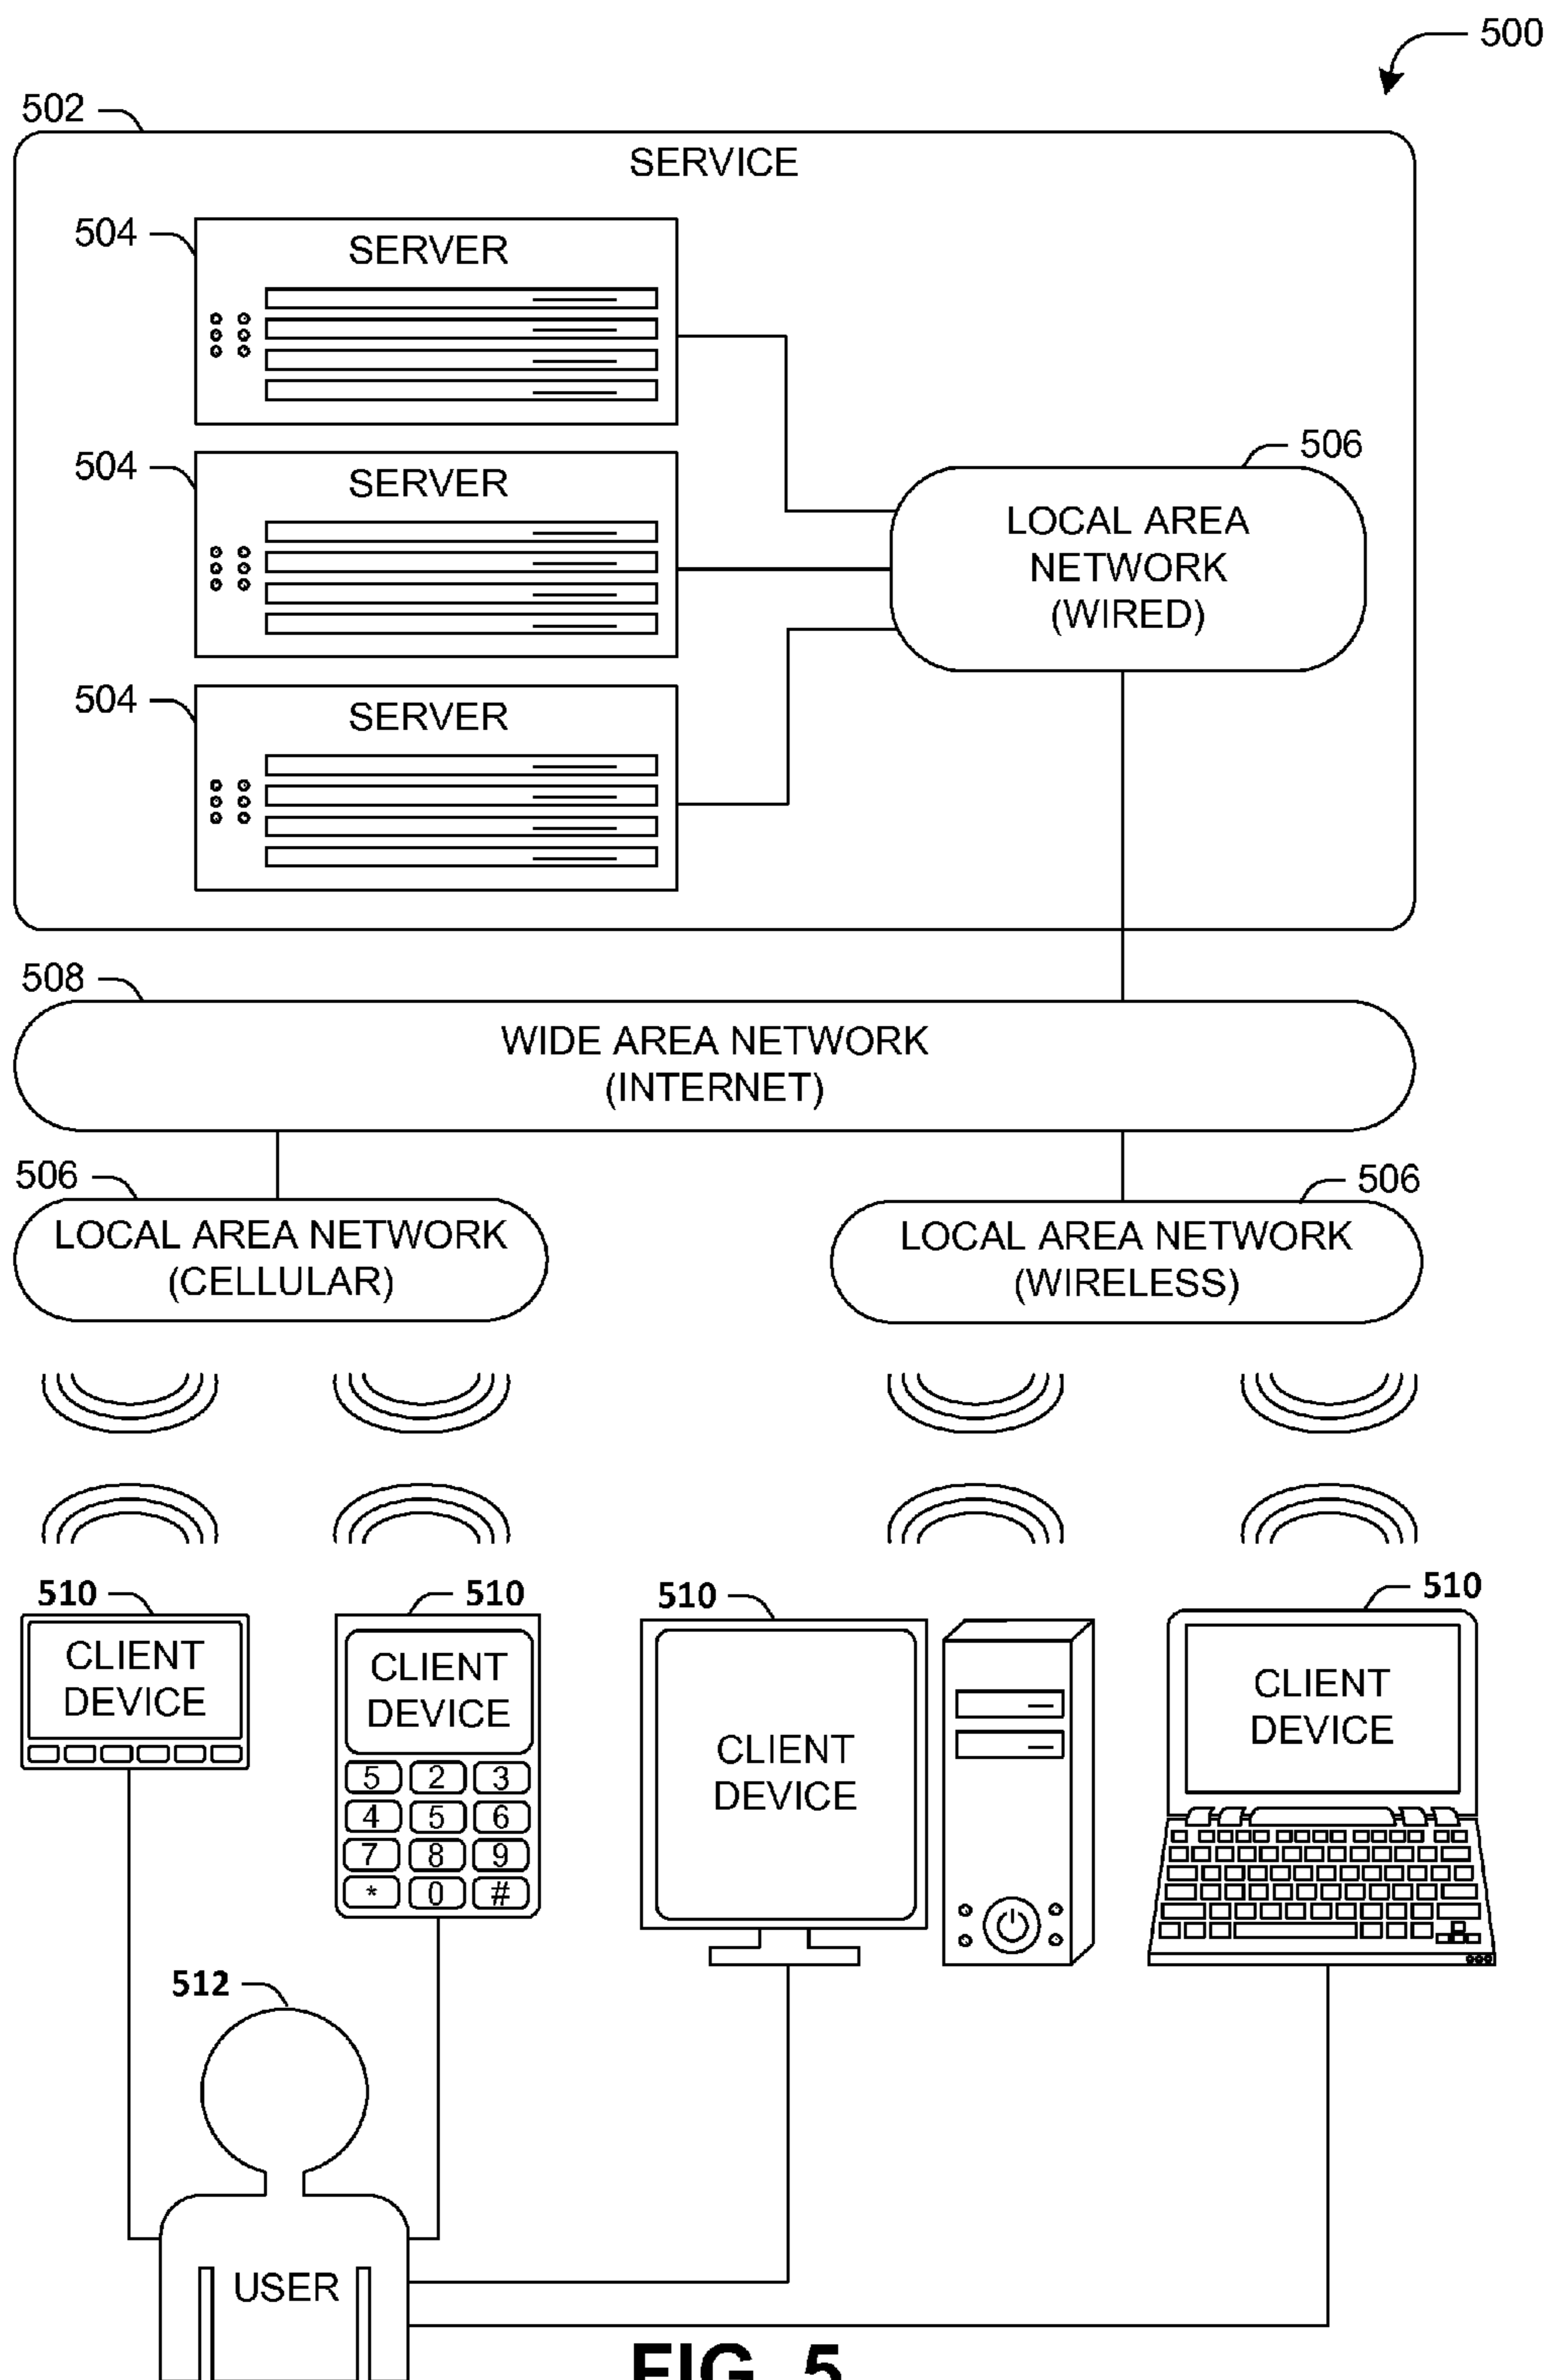 500
502
SERVICE
504
SERVER
504
SERVER
504
SERVER
506
LOCAL AREA
NETWORK
(WIRED)
508
WIDE AREA NETWORK
(INTERNET)
506
LOCAL AREA NETWORK
(CELLULAR)
506
LOCAL AREA NETWORK
(WIRELESS)
510
CLIENT
DEVICE
510
CLIENT
DEVICE
5 2 3
4 5 6
7 8 9
* 0 #
510
CLIENT
DEVICE
510
CLIENT
DEVICE
512
USER
FIG. 5